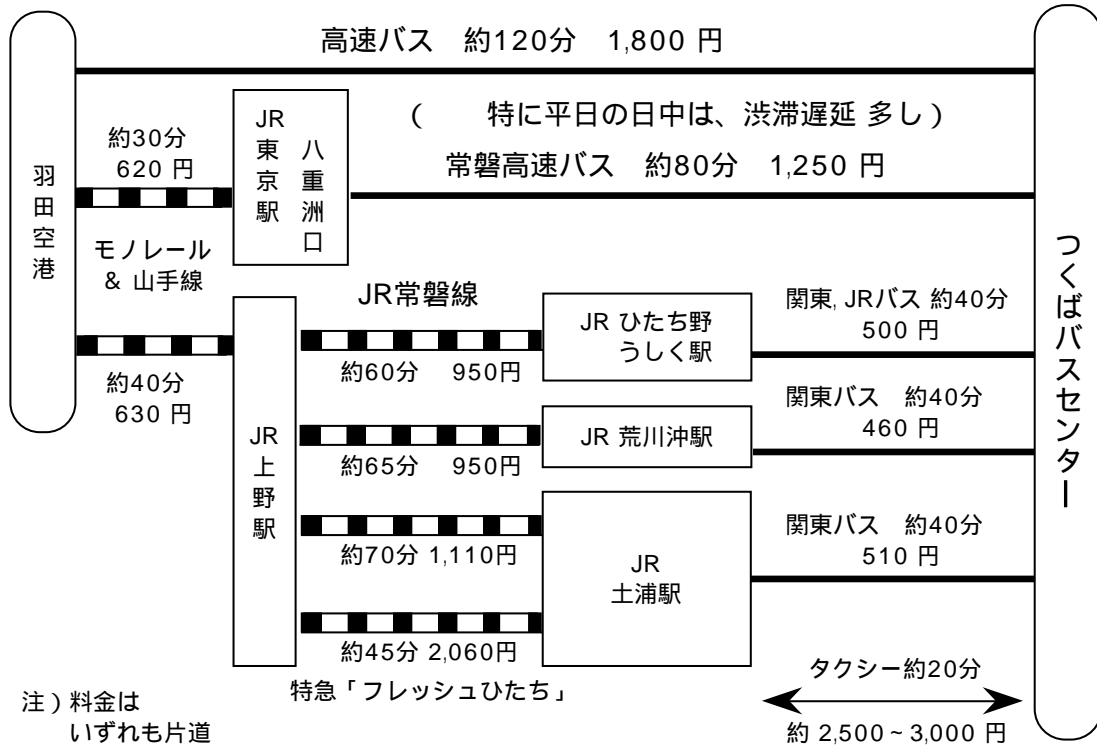 高速バス 約120分 1,800 円
( 特に平日の日中は、渋滞遅延 多し )
常磐高速バス 約80分 1,250 円
羽田空港
約30分
620 円
JR東京駅
八重洲口
モノレール
& 山手線
約40分
630 円
JR上野駅
JR常磐線
約60分 950円
JR ひたち野
うしく駅
関東, JRバス 約40分
500 円
約65分 950円
JR 荒川沖駅
関東バス 約40分
460 円
約70分 1,110円
JR
土浦駅
関東バス 約40分
510 円
約45分 2,060円
特急「フレッシュひたち」
タクシー約20分
約 2,500 ~ 3,000 円
つくばバスセンター
注 ) 料金は
いずれも片道